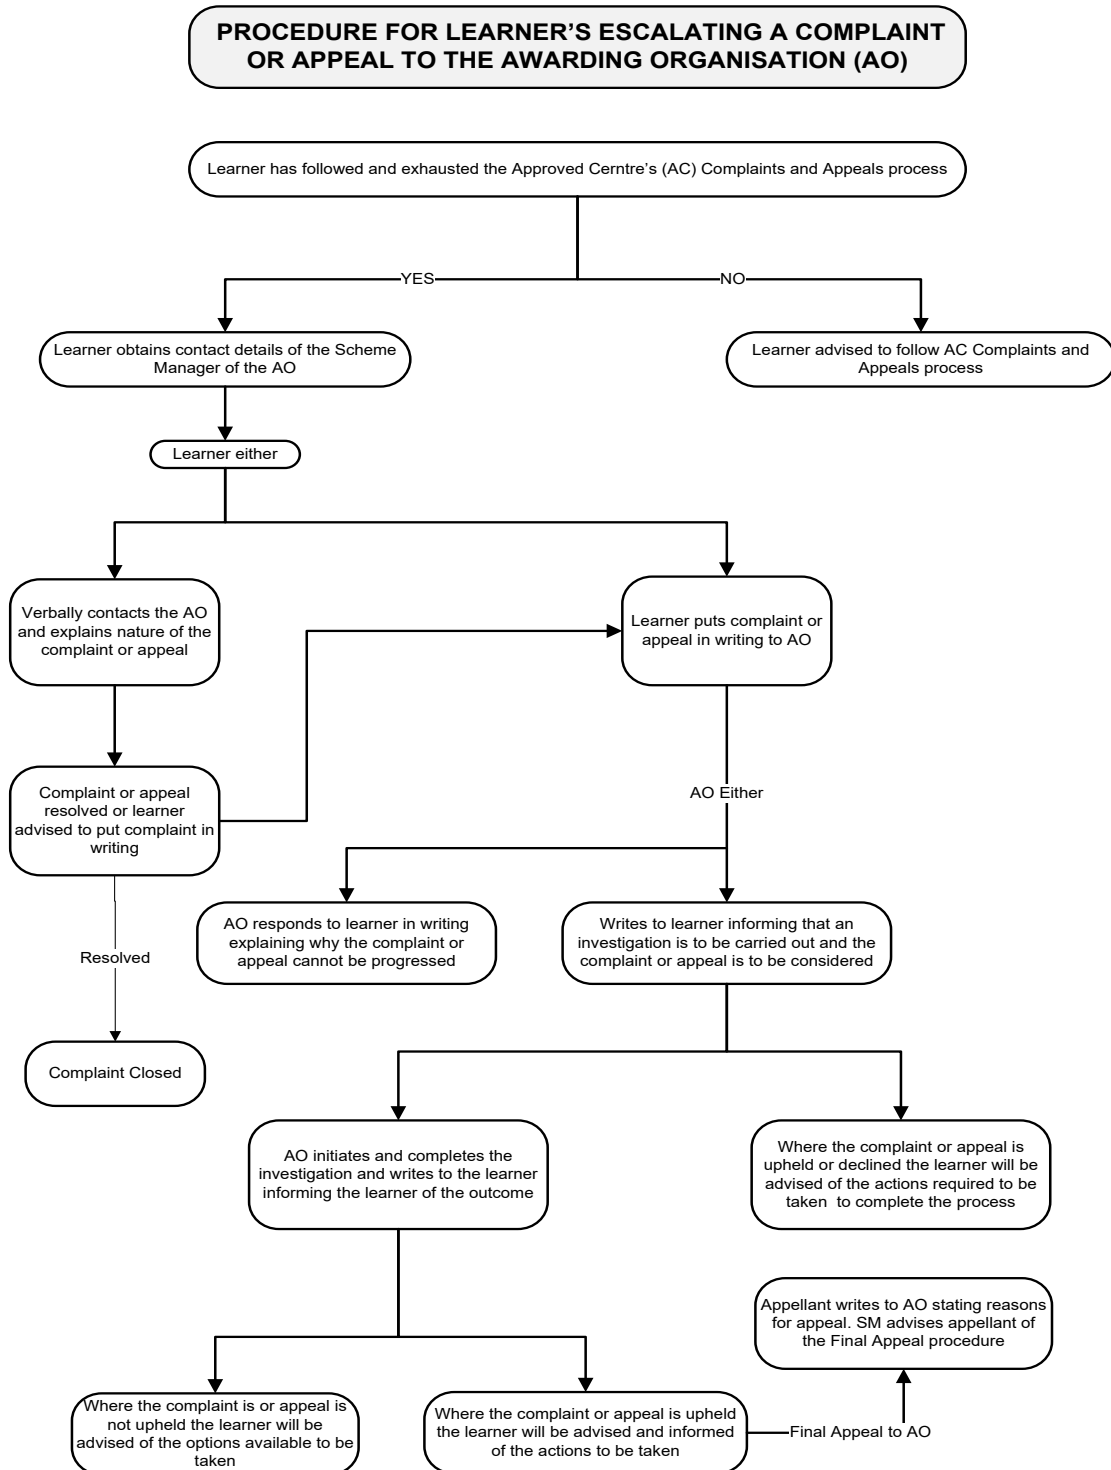 PROCEDURE FOR LEARNER'S ESCALATING A COMPLAINT
OR APPEAL TO THE AWARDING ORGANISATION (AO)
Learner has followed and exhausted the Approved Cerntre's (AC) Complaints and Appeals process
YES
NO
Learner obtains contact details of the Scheme
Manager of the AO
Learner advised to follow AC Complaints and
Appeals process
Learner either
Verbally contacts the AO
and explains nature of the
complaint or appeal
Learner puts complaint or
appeal in writing to AO
Complaint or appeal
resolved or learner
advised to put complaint in
writing
AO Either
AO responds to learner in writing
explaining why the complaint or
appeal cannot be progressed
Writes to learner informing that an
investigation is to be carried out and the
complaint or appeal is to be considered
Resolved
Complaint Closed
AO initiates and completes the
investigation and writes to the learner
informing the learner of the outcome
Where the complaint or appeal is
upheld or declined the learner will be
advised of the actions required to be
taken to complete the process
Appellant writes to AO stating reasons
for appeal. SM advises appellant of
the Final Appeal procedure
Where the complaint is or appeal is
not upheld the learner will be
advised of the options available to be
taken
Where the complaint or appeal is upheld
the learner will be advised and informed
of the actions to be taken
Final Appeal to AO